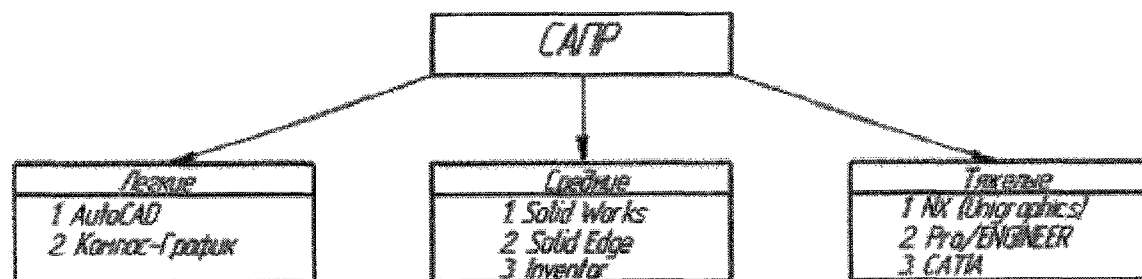 САПР
Легкие
1 AutoCAD
2 Компас-График
Средние
1 Solid Works
2 Solid Edge
3 Inventor
Тяжелые
1 NX (Unigraphics)
2 Pro/ENGINEER
3 CATIA